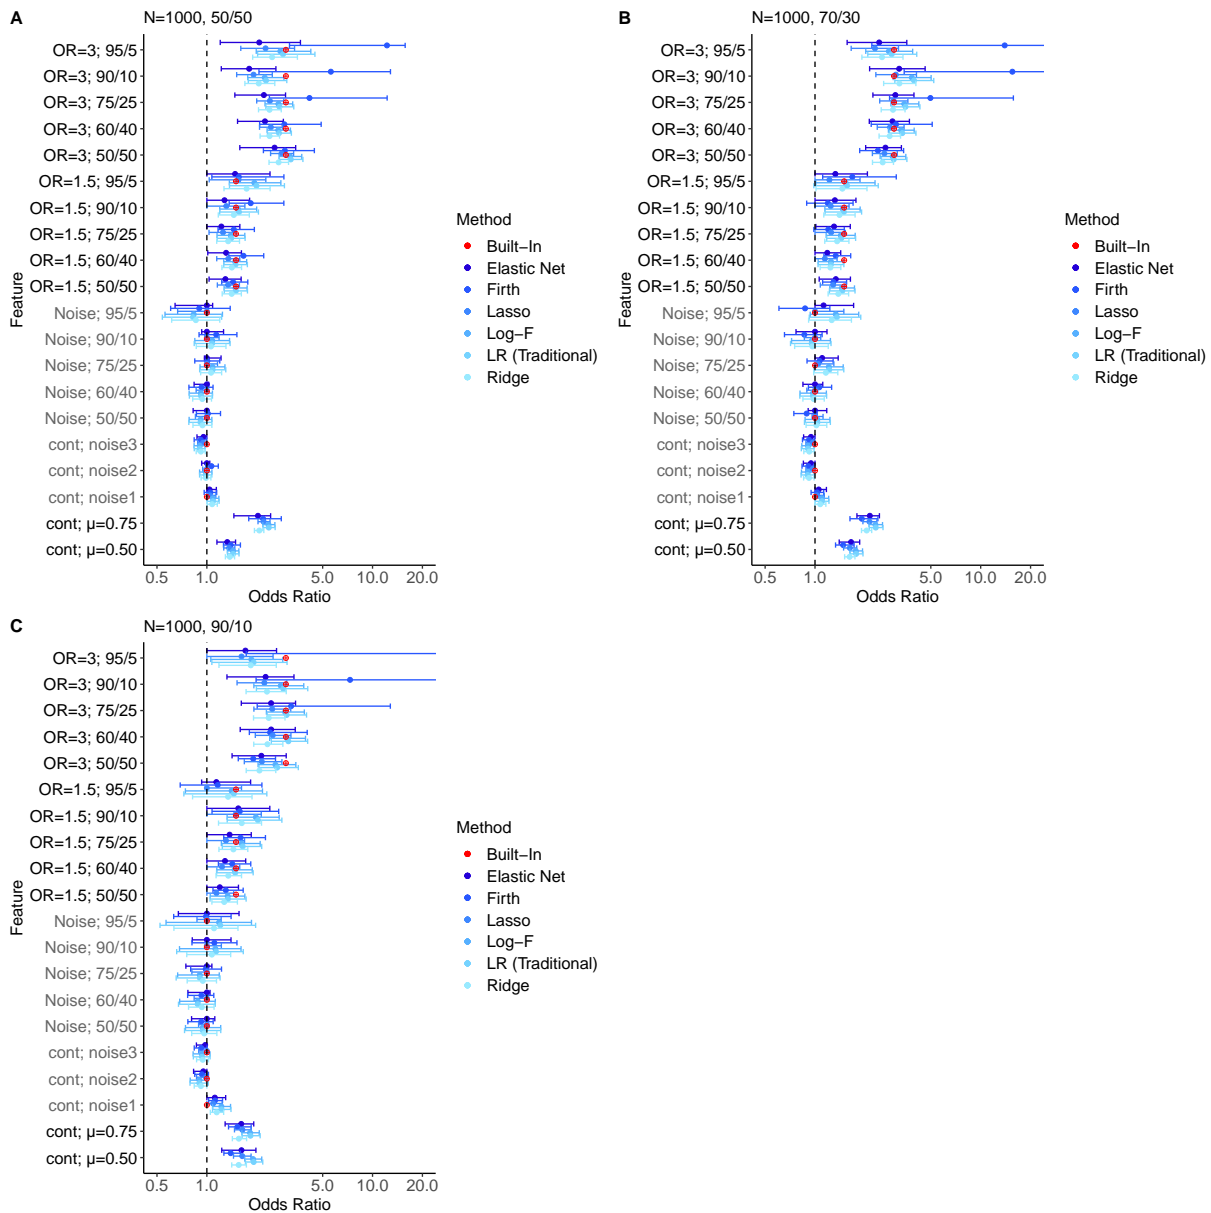 A
N=1000, 50/50
Feature
OR=3; 95/5
OR=3; 90/10
OR=3; 75/25
OR=3; 60/40
OR=3; 50/50
OR=1.5; 95/5
OR=1.5; 90/10
OR=1.5; 75/25
OR=1.5; 60/40
OR=1.5; 50/50
Noise; 95/5
Noise; 90/10
Noise; 75/25
Noise; 60/40
Noise; 50/50
cont; noise3
cont; noise2
cont; noise1
cont; μ=0.75
cont; μ=0.50
0.5 1.0 5.0 10.0 20.0
Odds Ratio
Method
Built−In
Elastic Net
Firth
Lasso
Log−F
LR (Traditional)
Ridge
B
N=1000, 70/30
Feature
OR=3; 95/5
OR=3; 90/10
OR=3; 75/25
OR=3; 60/40
OR=3; 50/50
OR=1.5; 95/5
OR=1.5; 90/10
OR=1.5; 75/25
OR=1.5; 60/40
OR=1.5; 50/50
Noise; 95/5
Noise; 90/10
Noise; 75/25
Noise; 60/40
Noise; 50/50
cont; noise3
cont; noise2
cont; noise1
cont; μ=0.75
cont; μ=0.50
0.5 1.0 5.0 10.0 20.0
Odds Ratio
Method
Built−In
Elastic Net
Firth
Lasso
Log−F
LR (Traditional)
Ridge
C
N=1000, 90/10
Feature
OR=3; 95/5
OR=3; 90/10
OR=3; 75/25
OR=3; 60/40
OR=3; 50/50
OR=1.5; 95/5
OR=1.5; 90/10
OR=1.5; 75/25
OR=1.5; 60/40
OR=1.5; 50/50
Noise; 95/5
Noise; 90/10
Noise; 75/25
Noise; 60/40
Noise; 50/50
cont; noise3
cont; noise2
cont; noise1
cont; μ=0.75
cont; μ=0.50
0.5 1.0 5.0 10.0 20.0
Odds Ratio
Method
Built−In
Elastic Net
Firth
Lasso
Log−F
LR (Traditional)
Ridge